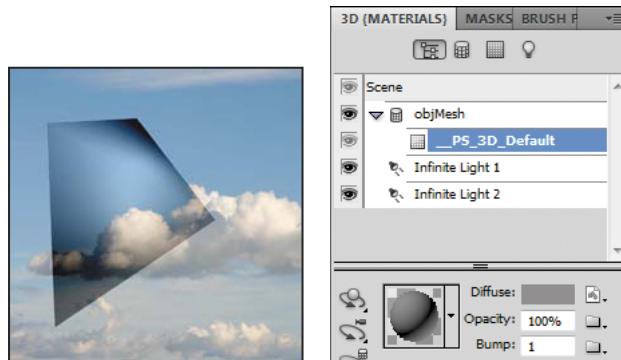 3D {MATERIALS} MASKS BRUSH F
Scene
objMesh
__PS_3D_Default
Infinite Light 1
Infinite Light 2
Diffuse:
Opacity: 100%
Bump: 1